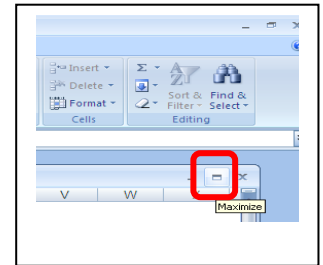 Insert
Delete
Format
Cells
Σ
Sort & Filter
Find & Select
Editing
V W
Maximize